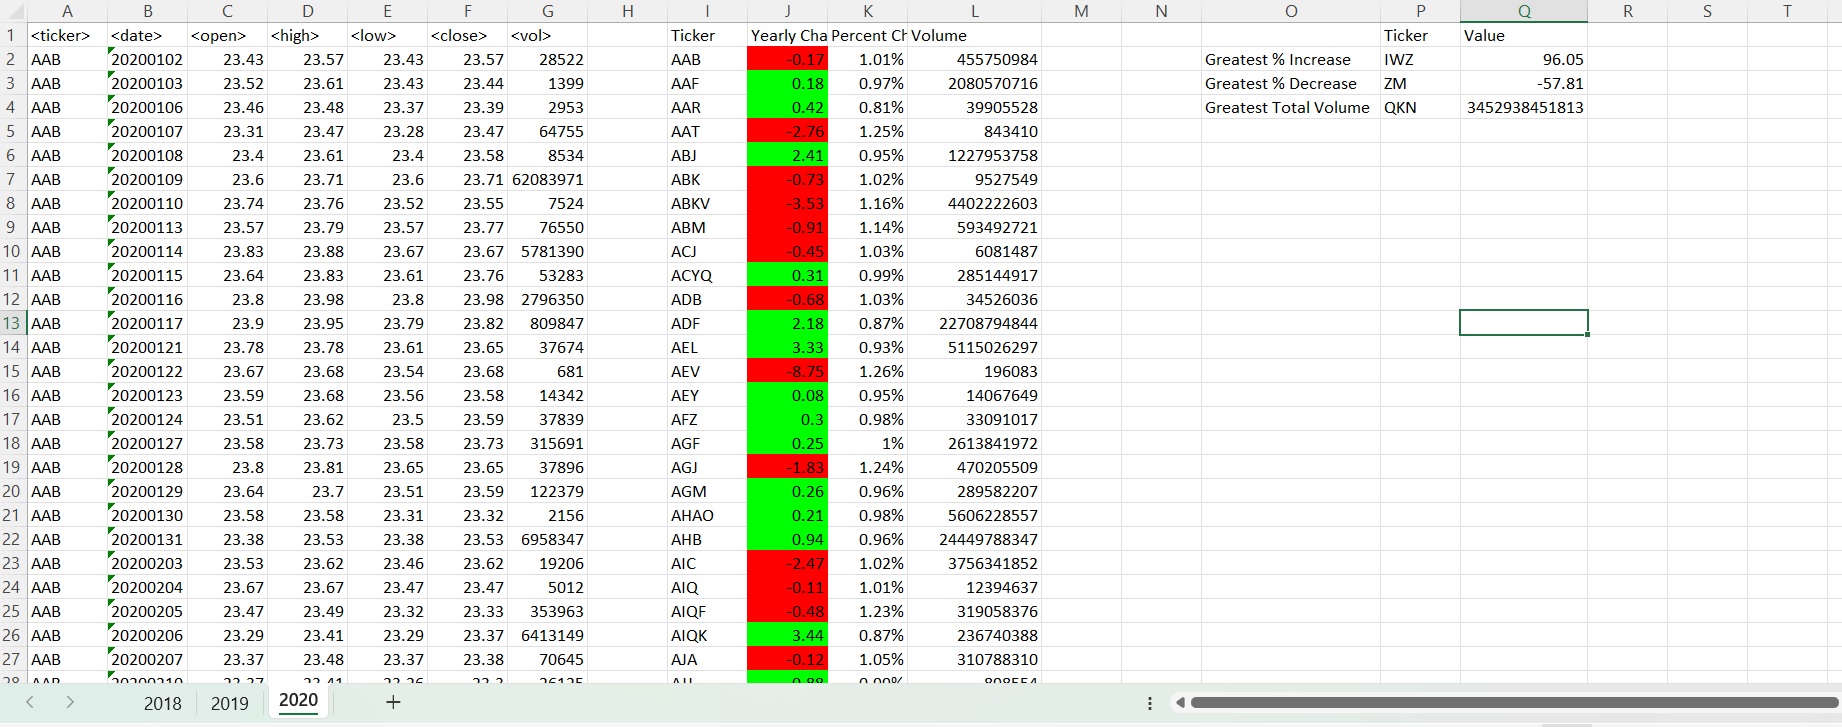 A B C D E F G H I J K L M N O P Q R S T
1 <ticker> <date> <open> <high> <low> <close> <vol> Ticker Yearly Cha Percent Ch Volume Ticker Value
2 AAB 20200102 23.43 23.57 23.43 23.57 28522 AAB -0.17 1.01% 455750984 Greatest % Increase IWZ 96.05
3 AAB 20200103 23.52 23.61 23.43 23.44 1399 AAF 0.18 0.97% 2080570716 Greatest % Decrease ZM -57.81
4 AAB 20200106 23.46 23.48 23.37 23.39 2953 AAR 0.42 0.81% 39905528 Greatest Total Volume QKN 3452938451813
5 AAB 20200107 23.31 23.47 23.28 23.47 64755 AAT -2.76 1.25% 843410
6 AAB 20200108 23.4 23.61 23.4 23.58 8534 ABJ 2.41 0.95% 1227953758
7 AAB 20200109 23.6 23.71 23.6 23.71 62083971 ABK -0.73 1.02% 9527549
8 AAB 20200110 23.74 23.76 23.52 23.55 7524 ABKV -3.53 1.16% 4402222603
9 AAB 20200113 23.57 23.79 23.57 23.77 76550 ABM -0.91 1.14% 593492721
10 AAB 20200114 23.83 23.88 23.67 23.67 5781390 ACJ -0.45 1.03% 6081487
11 AAB 20200115 23.64 23.83 23.61 23.76 53283 ACYQ 0.31 0.99% 285144917
12 AAB 20200116 23.8 23.98 23.8 23.98 2796350 ADB -0.68 1.03% 34526036
13 AAB 20200117 23.9 23.95 23.79 23.82 809847 ADF 2.18 0.87% 22708794844
14 AAB 20200121 23.78 23.78 23.61 23.65 37674 AEL 3.33 0.93% 5115026297
15 AAB 20200122 23.67 23.68 23.54 23.68 681 AEV -8.75 1.26% 196083
16 AAB 20200123 23.59 23.68 23.56 23.58 14342 AEY 0.08 0.95% 14067649
17 AAB 20200124 23.51 23.62 23.5 23.59 37839 AFZ 0.3 0.98% 33091017
18 AAB 20200127 23.58 23.73 23.58 23.73 315691 AGF 0.25 1% 2613841972
19 AAB 20200128 23.8 23.81 23.65 23.65 37896 AGJ -1.83 1.24% 470205509
20 AAB 20200129 23.64 23.7 23.51 23.59 122379 AGM 0.26 0.96% 289582207
21 AAB 20200130 23.58 23.58 23.31 23.32 2156 AHAO 0.21 0.98% 5606228557
22 AAB 20200131 23.38 23.53 23.38 23.53 6958347 AHB 0.94 0.96% 24449788347
23 AAB 20200203 23.53 23.62 23.46 23.62 19206 AIC -2.47 1.02% 3756341852
24 AAB 20200204 23.67 23.67 23.47 23.47 5012 AIQ -0.11 1.01% 12394637
25 AAB 20200205 23.47 23.49 23.32 23.33 353963 AIQF -0.48 1.23% 319058376
26 AAB 20200206 23.29 23.41 23.29 23.37 6413149 AIQK 3.44 0.87% 236740388
27 AAB 20200207 23.37 23.48 23.37 23.38 70645 AJA -0.12 1.05% 310788310
2018 2019 2020